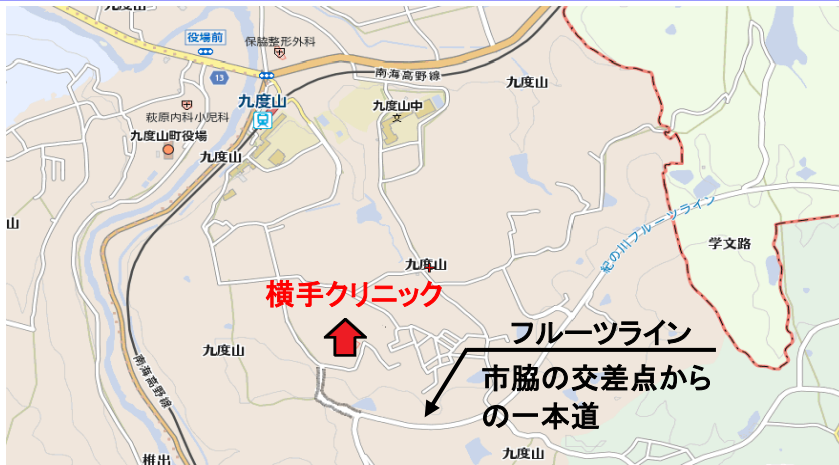 役場前
保脇整形外科
13
南海高野線
九度山
九度山
九度山中
文
萩原内科小児科
九度山町役場
九度山
山
紀の川フルーツライン
学文路
九度山
横手クリニック
九度山
フルーツライン
市脇の交差点から
の一本道
南海高野線
椎出
九度山